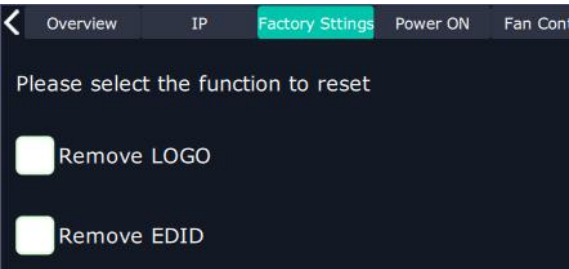 Overview IP Factory Sttings Power ON Fan Cont
Please select the function to reset
Remove LOGO
Remove EDID